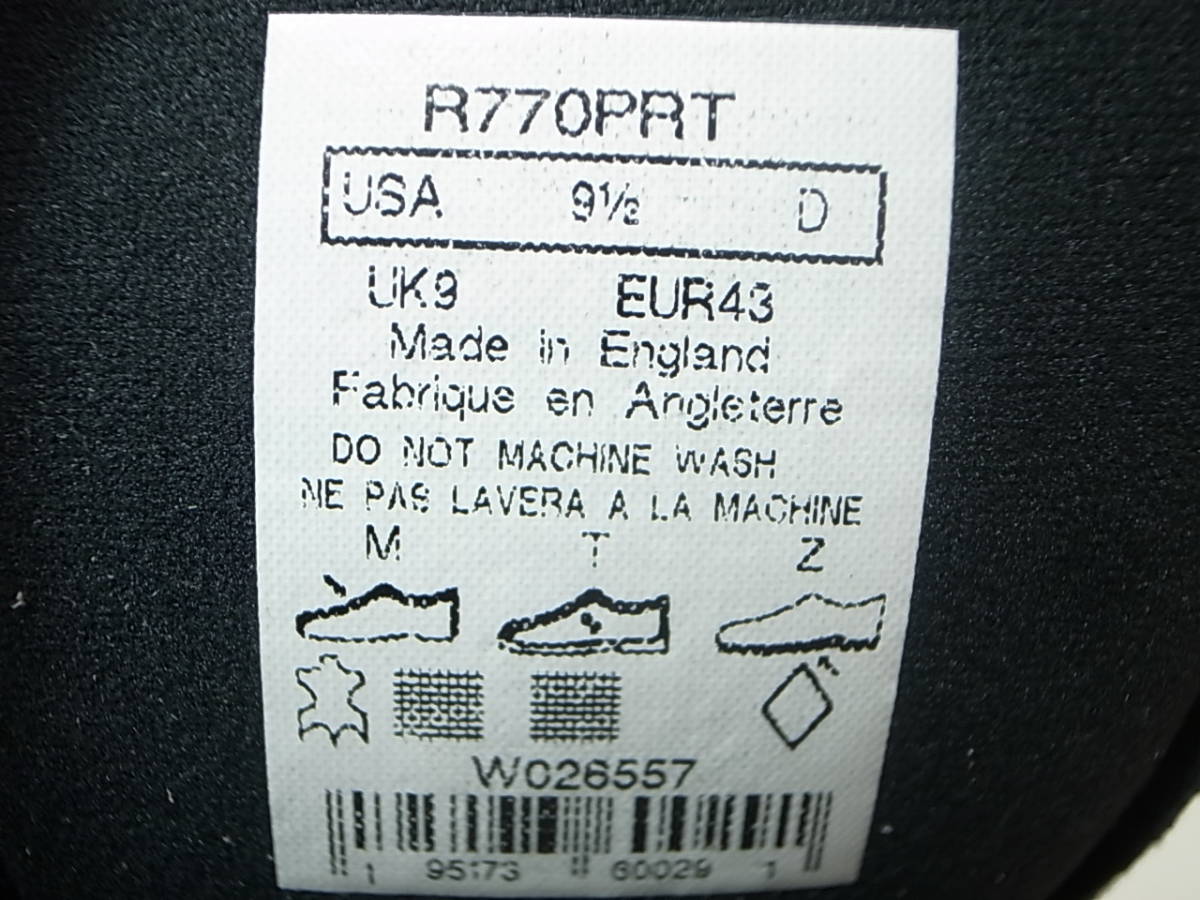 R770PRT
USA 9½ D
UK9 EUR43
Made in England
Fabrique en Angleterre
DO NOT MACHINE WASH
NE PAS LAVERA A LA MACHINE
M T Z
W026557
1 95173 60029 1